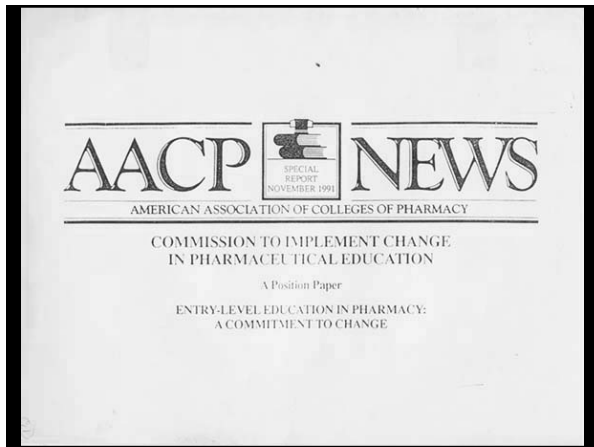 AACP NEWS
SPECIAL
REPORT
NOVEMBER 1991
AMERICAN ASSOCIATION OF COLLEGES OF PHARMACY
COMMISSION TO IMPLEMENT CHANGE
IN PHARMACEUTICAL EDUCATION
A Position Paper
ENTRY-LEVEL EDUCATION IN PHARMACY:
A COMMITMENT TO CHANGE